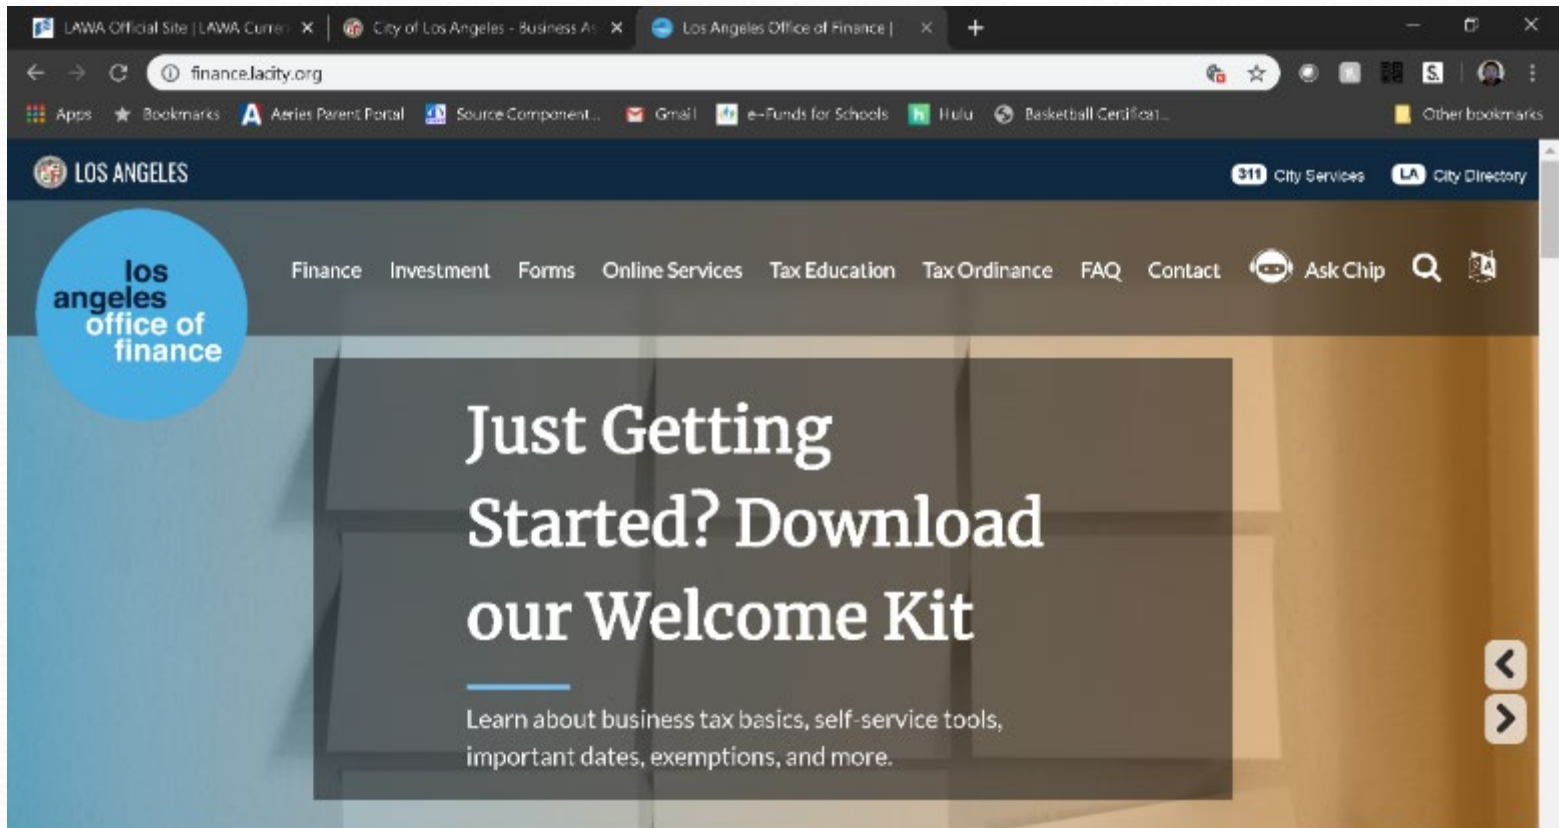 LAWA Official Site | LAWA Curren
City of Los Angeles - Business As
Los Angeles Office of Finance |
finance.lacity.org
S.
Apps
Bookmarks
Aeries Parent Portal
Source Component...
Gmail
e~Funds for Schools
h Hulu
Basketball Certificat...
Other bookmarks
LOS ANGELES
311 City Services
LA City Directory
los
angeles
office of
finance
Finance Investment Forms Online Services Tax Education Tax Ordinance FAQ Contact Ask Chip
Just Getting
Started? Download
our Welcome Kit
Learn about business tax basics, self-service tools,
important dates, exemptions, and more.